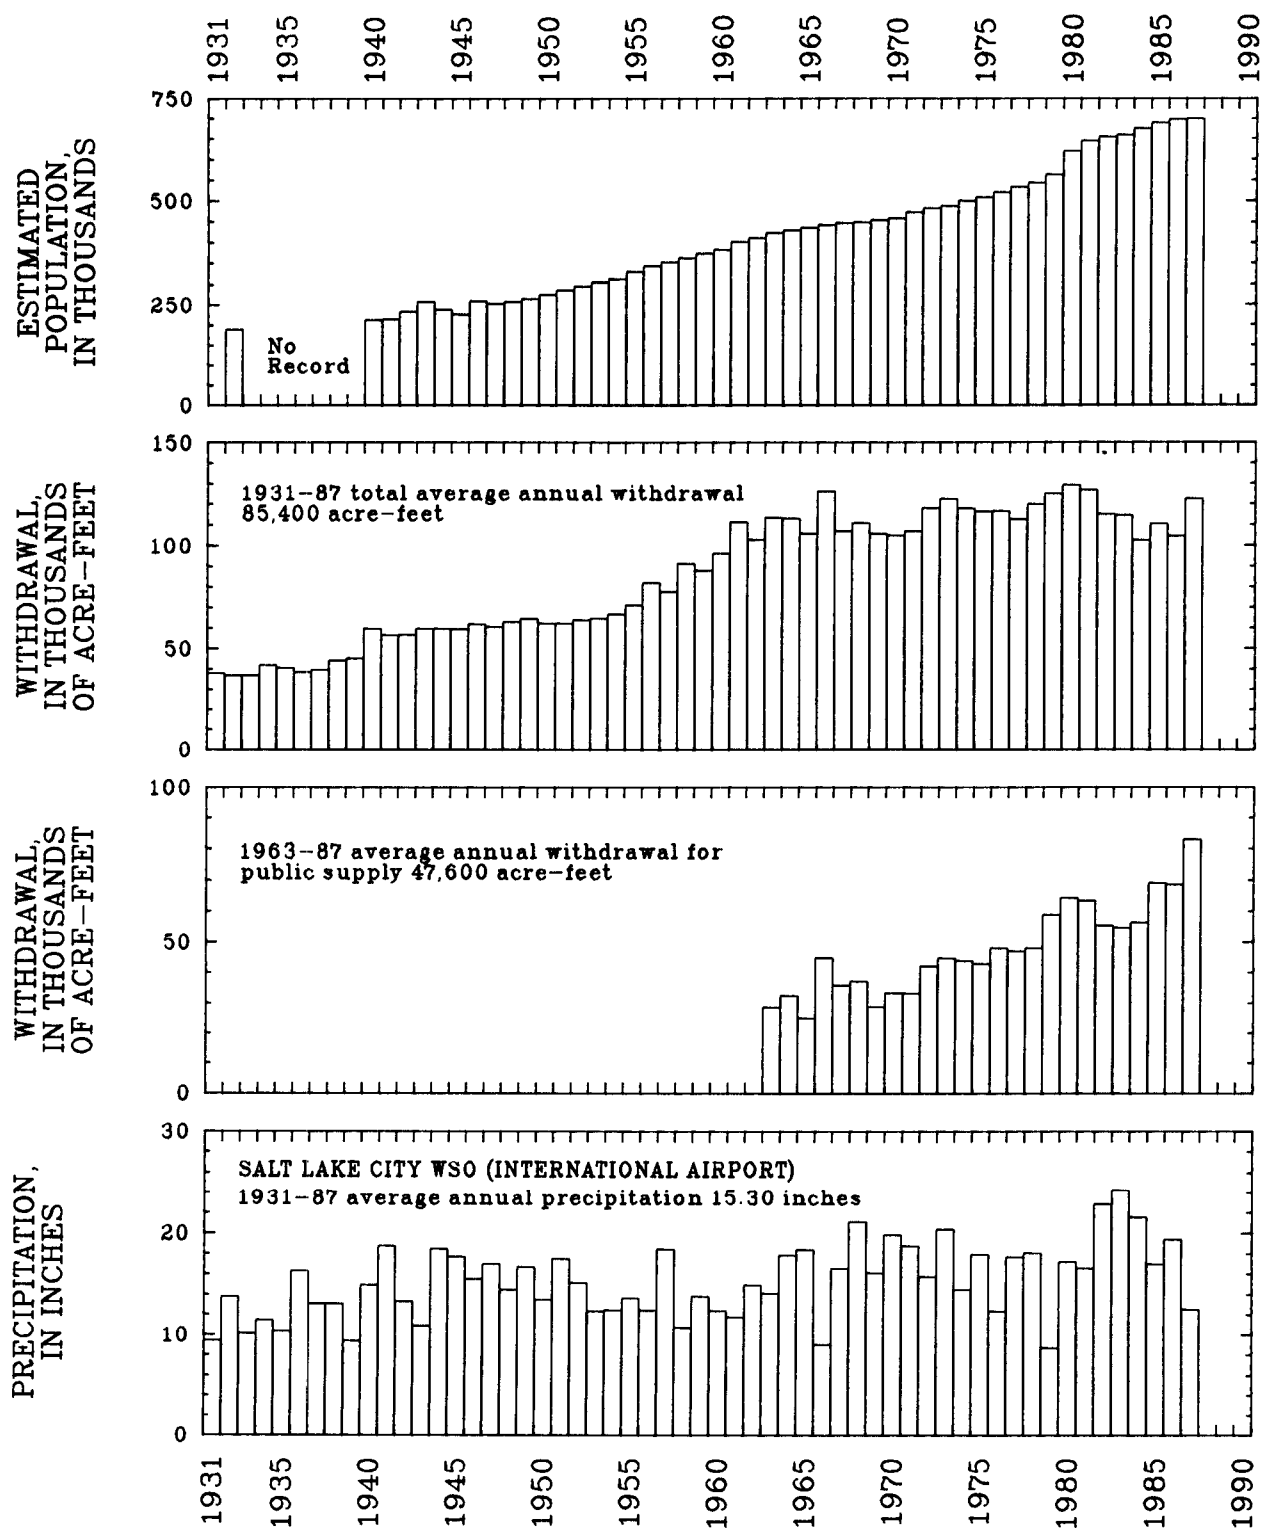 1931 1935 1940 1945 1950 1955 1960 1965 1970 1975 1980 1985 1990
ESTIMATED
POPULATION,
IN THOUSANDS
750
500
250
0
No
Record
WITHDRAWAL,
IN THOUSANDS
OF ACRE-FEET
150
100
50
0
1931-87 total average annual withdrawal
85,400 acre-feet
WITHDRAWAL,
IN THOUSANDS
OF ACRE-FEET
100
50
0
1963-87 average annual withdrawal for
public supply 47,600 acre-feet
PRECIPITATION,
IN INCHES
30
20
10
0
SALT LAKE CITY WSO (INTERNATIONAL AIRPORT)
1931-87 average annual precipitation 15.30 inches
1931 1935 1940 1945 1950 1955 1960 1965 1970 1975 1980 1985 1990